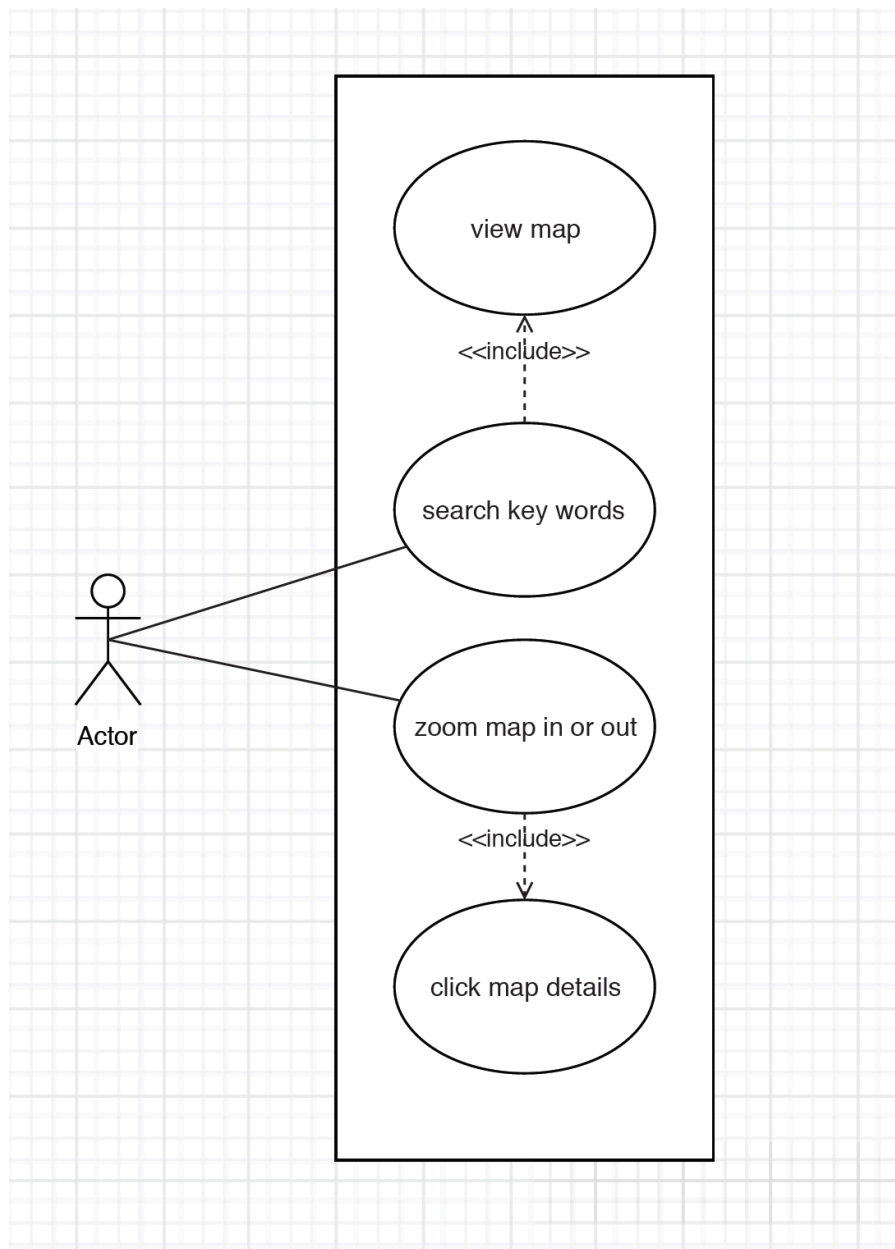 view map
<<include>>
search key words
zoom map in or out
Actor
<<include>>
click map details